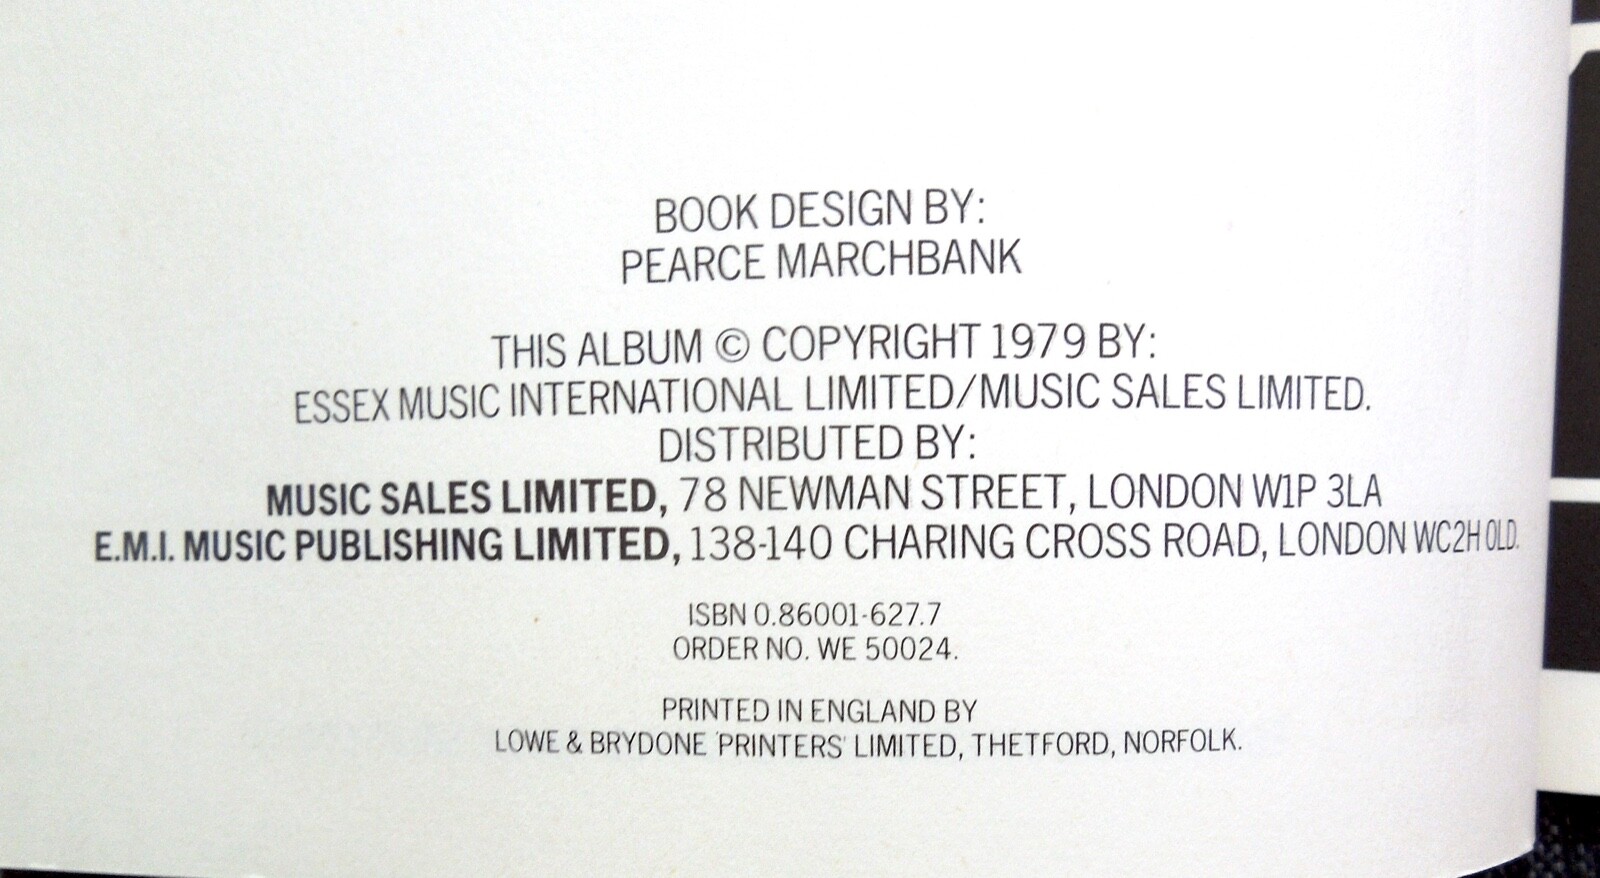 BOOK DESIGN BY:
PEARCE MARCHBANK
THIS ALBUM © COPYRIGHT 1979 BY:
ESSEX MUSIC INTERNATIONAL LIMITED/MUSIC SALES LIMITED.
DISTRIBUTED BY:
MUSIC SALES LIMITED, 78 NEWMAN STREET, LONDON W1P 3LA
E.M.I. MUSIC PUBLISHING LIMITED, 138-140 CHARING CROSS ROAD, LONDON WC2H 0LD.
ISBN 0.86001-627.7
ORDER NO. WE 50024.
PRINTED IN ENGLAND BY
LOWE & BRYDONE 'PRINTERS' LIMITED, THETFORD, NORFOLK.